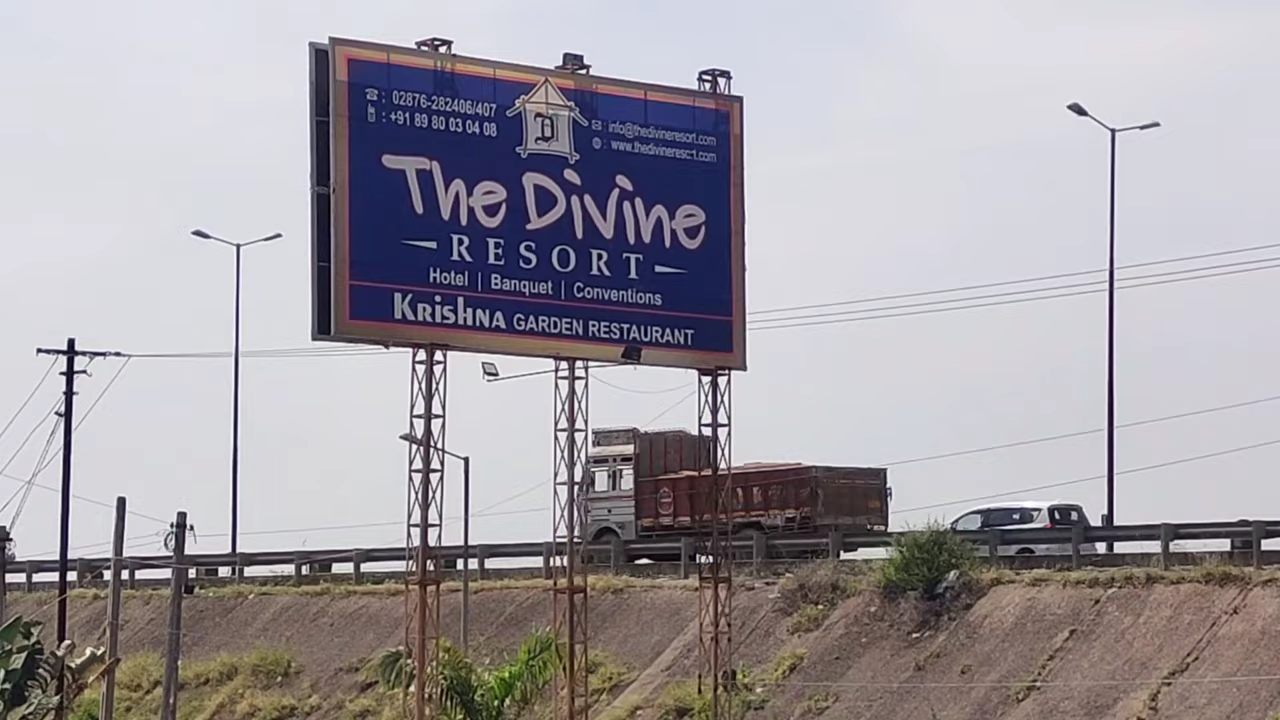 02876-282406/407
: +91 89 80 03 04 08
D
: info@thedivineresort.com
: www.thedivineresort.com
The Divine
RESORT
Hotel | Banquet | Conventions
KRISHNA GARDEN RESTAURANT